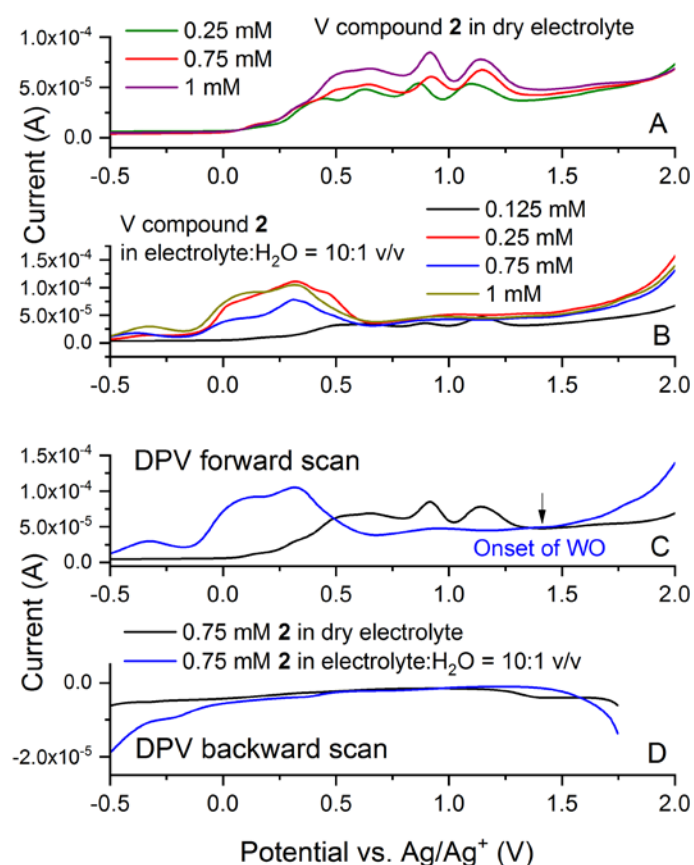 V compound 2 in dry electrolyte
0.25 mM
0.75 mM
1 mM
1.0x10⁻⁴
5.0x10⁻⁵
0.0
A
-0.5 0.0 0.5 1.0 1.5 2.0
Current (A)
V compound 2
in electrolyte:H₂O = 10:1 v/v
0.125 mM
0.25 mM
0.75 mM
1 mM
1.5x10⁻⁴
1.0x10⁻⁴
5.0x10⁻⁵
0.0
B
-0.5 0.0 0.5 1.0 1.5 2.0
DPV forward scan
1.5x10⁻⁴
1.0x10⁻⁴
5.0x10⁻⁵
0.0
Onset of WO
C
-0.5 0.0 0.5 1.0 1.5 2.0
Current (A)
0.75 mM 2 in dry electrolyte
0.75 mM 2 in electrolyte:H₂O = 10:1 v/v
0.0
-2.0x10⁻⁵
DPV backward scan
D
-0.5 0.0 0.5 1.0 1.5 2.0
Potential vs. Ag/Ag⁺ (V)